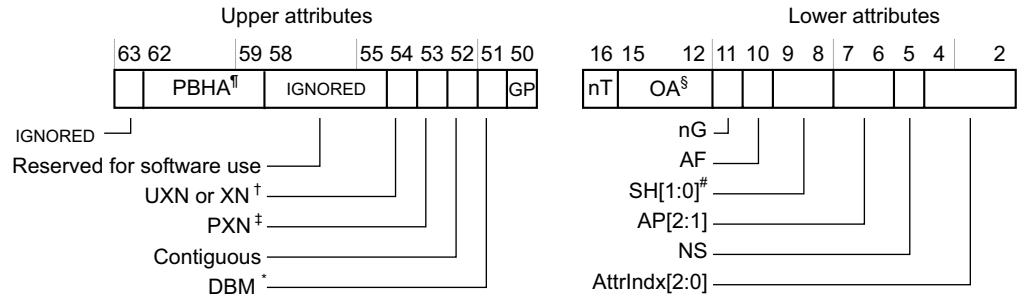 Upper attributes
Lower attributes
63 62 59 58 55 54 53 52 51 50
16 15 12 11 10 9 8 7 6 5 4 2
PBHA¶ IGNORED GP
nT OA§
IGNORED
Reserved for software use
UXN or XN †
PXN ‡
Contiguous
DBM *
nG
AF
SH[1:0]#
AP[2:1]
NS
AttrIndx[2:0]